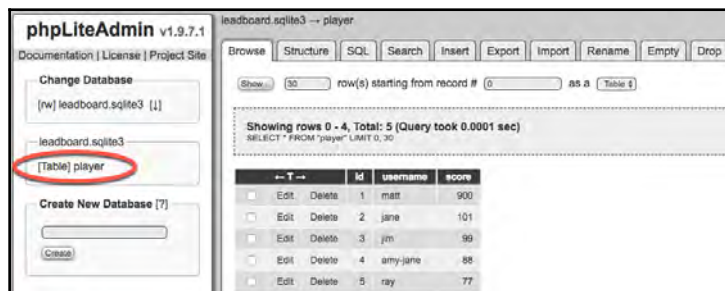 phpLiteAdmin v1.9.7.1
Documentation | License | Project Site
Change Database
[rw] leadboard.sqlite3 [↓]
leadboard.sqlite3
[Table] player
Create New Database [?]
Create
leadboard.sqlite3 → player
Browse Structure SQL Search Insert Export Import Rename Empty Drop
Show : 30 row(s) starting from record # 0 as a Table
Showing rows 0 - 4, Total: 5 (Query took 0.0001 sec)
SELECT * FROM "player" LIMIT 0, 30
← T → id username score
Edit Delete 1 matt 900
Edit Delete 2 jane 101
Edit Delete 3 jim 99
Edit Delete 4 amy-jane 88
Edit Delete 5 ray 77